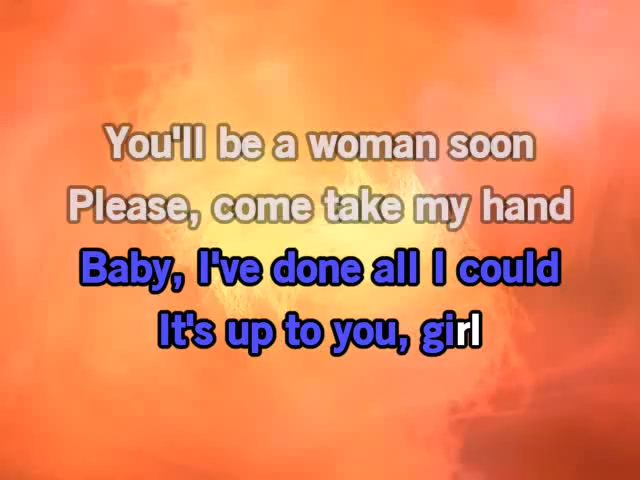 You'll be a woman soon
Please, come take my hand
Baby, I've done all I could
It's up to you, girl